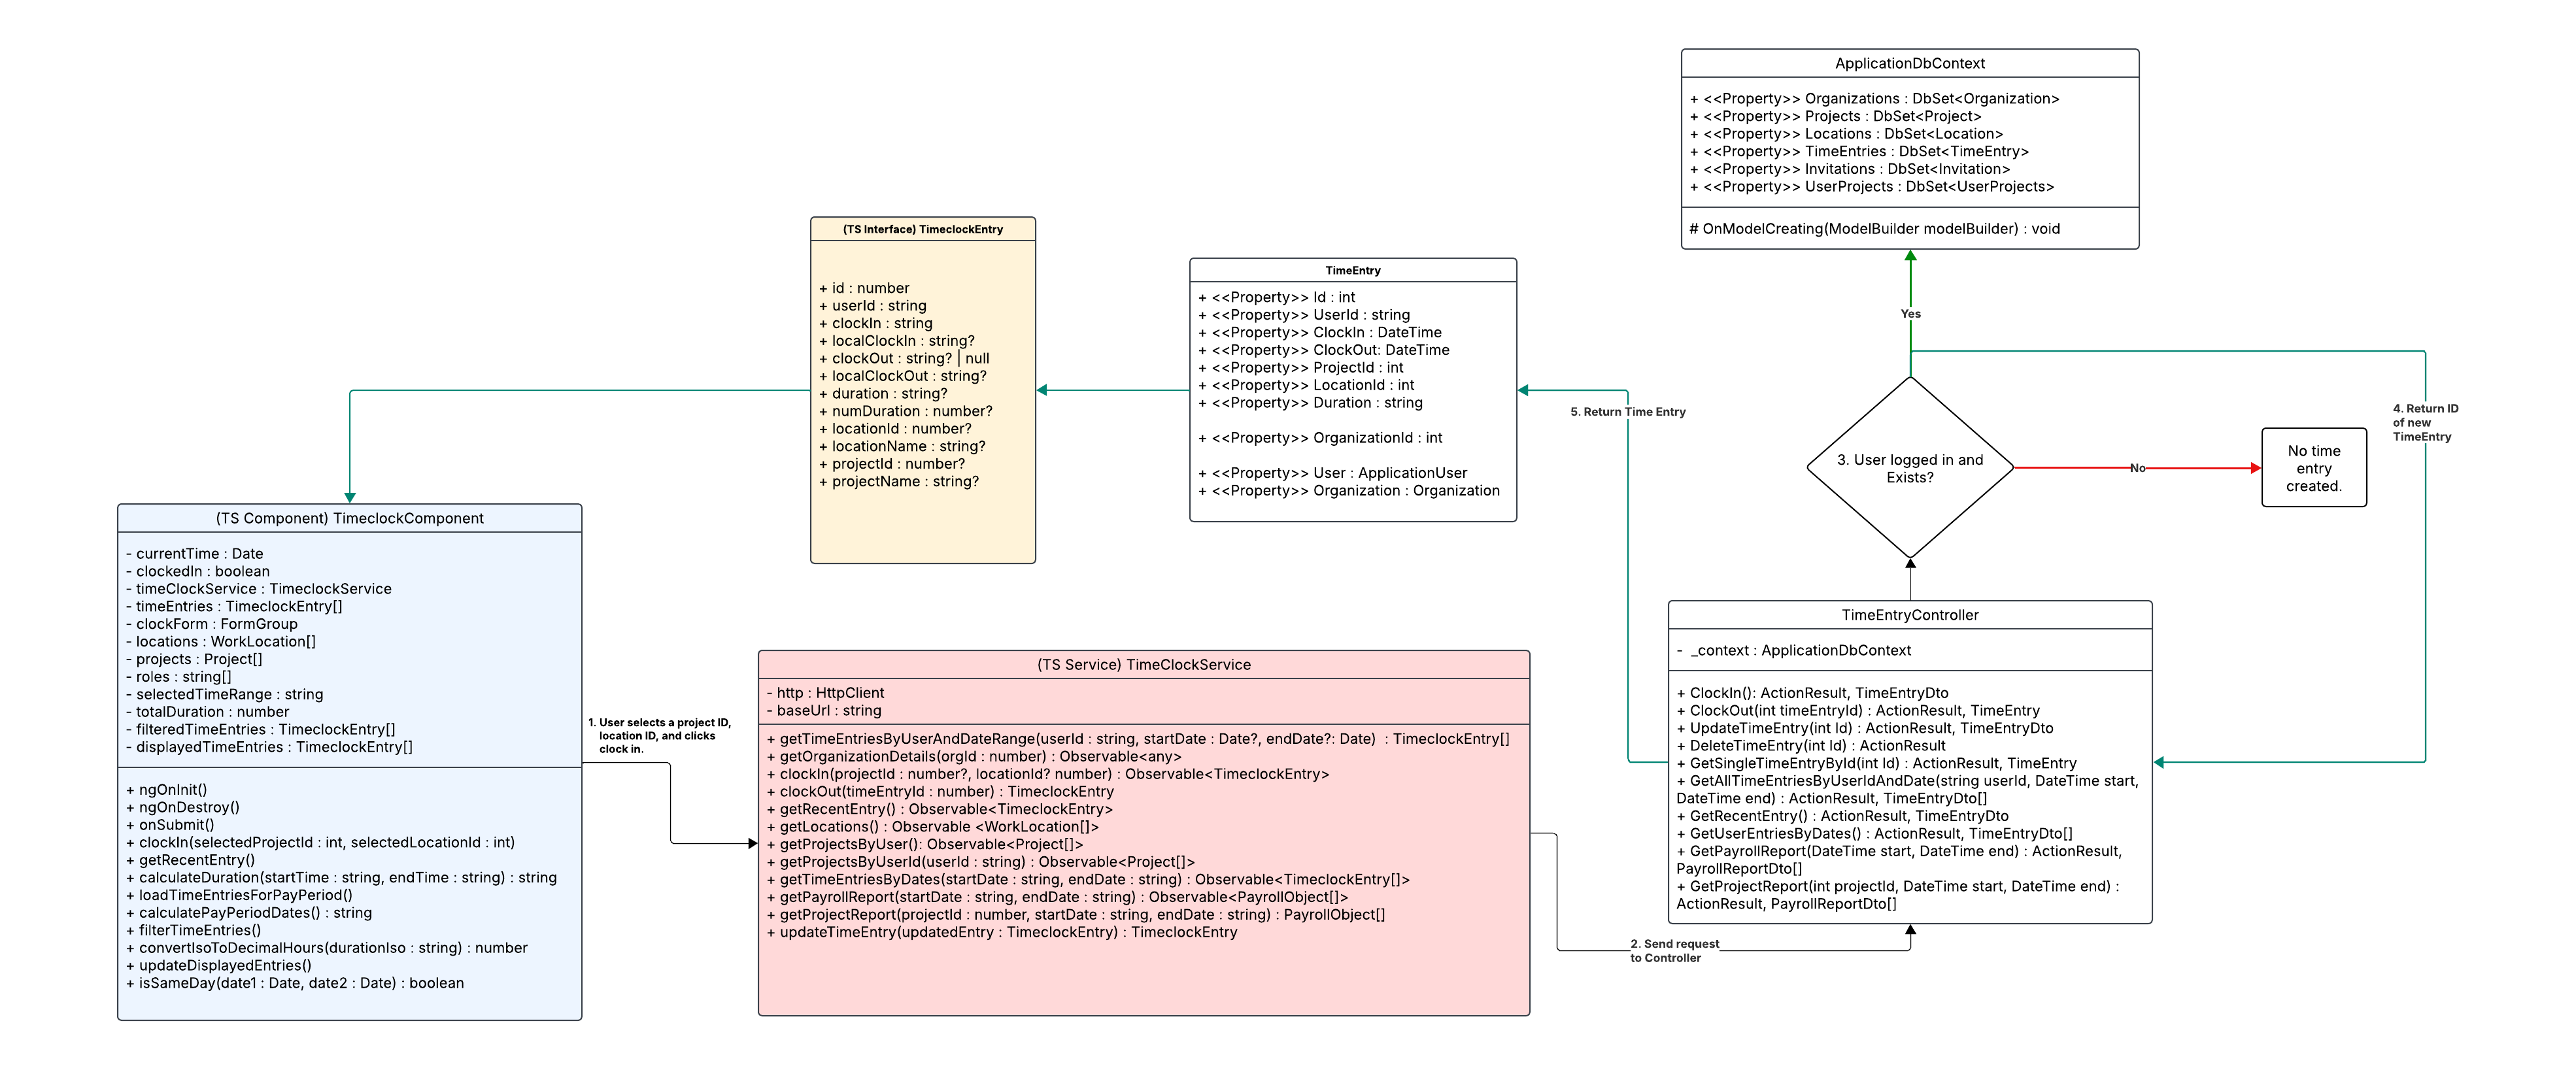 ApplicationDbContext
+ <<Property>> Organizations : DbSet<Organization>
+ <<Property>> Projects : DbSet<Project>
+ <<Property>> Locations : DbSet<Location>
+ <<Property>> TimeEntries : DbSet<TimeEntry>
+ <<Property>> Invitations : DbSet<Invitation>
+ <<Property>> UserProjects : DbSet<UserProjects>
# OnModelCreating(ModelBuilder modelBuilder) : void
Yes
(TS Interface) TimeclockEntry
+ id : number
+ userId : string
+ clockIn : string
+ localClockIn : string?
+ clockOut : string? | null
+ localClockOut : string?
+ duration : string?
+ numDuration : number?
+ locationId : number?
+ locationName : string?
+ projectId : number?
+ projectName : string?
TimeEntry
+ <<Property>> Id : int
+ <<Property>> UserId : string
+ <<Property>> ClockIn : DateTime
+ <<Property>> ClockOut: DateTime
+ <<Property>> ProjectId : int
+ <<Property>> LocationId : int
+ <<Property>> Duration : string
+ <<Property>> OrganizationId : int
+ <<Property>> User : ApplicationUser
+ <<Property>> Organization : Organization
5. Return Time Entry
3. User logged in and
Exists?
No
No time
entry
created.
4. Return ID
of new
TimeEntry
(TS Component) TimeclockComponent
- currentTime : Date
- clockedIn : boolean
- timeClockService : TimeclockService
- timeEntries : TimeclockEntry[]
- clockForm : FormGroup
- locations : WorkLocation[]
- projects : Project[]
- roles : string[]
- selectedTimeRange : string
- totalDuration : number
- filteredTimeEntries : TimeclockEntry[]
- displayedTimeEntries : TimeclockEntry[]
+ ngOnInit()
+ ngOnDestroy()
+ onSubmit()
+ clockIn(selectedProjectId : int, selectedLocationId : int)
+ getRecentEntry()
+ calculateDuration(startTime : string, endTime : string) : string
+ loadTimeEntriesForPayPeriod()
+ calculatePayPeriodDates() : string
+ filterTimeEntries()
+ convertIsoToDecimalHours(durationIso : string) : number
+ updateDisplayedEntries()
+ isSameDay(date1 : Date, date2 : Date) : boolean
1. User selects a project ID,
location ID, and clicks
clock in.
(TS Service) TimeClockService
- http : HttpClient
- baseUrl : string
+ getTimeEntriesByUserAndDateRange(userId : string, startDate : Date?, endDate?: Date) : TimeclockEntry[]
+ getOrganizationDetails(orgId : number) : Observable<any>
+ clockIn(projectId : number?, locationId? number) : Observable<TimeclockEntry>
+ clockOut(timeEntryId : number) : TimeclockEntry
+ getRecentEntry() : Observable<TimeclockEntry>
+ getLocations() : Observable <WorkLocation[]>
+ getProjectsByUser(): Observable<Project[]>
+ getProjectsByUserId(userId : string) : Observable<Project[]>
+ getTimeEntriesByDates(startDate : string, endDate : string) : Observable<TimeclockEntry[]>
+ getPayrollReport(startDate : string, endDate : string) : Observable<PayrollObject[]>
+ getProjectReport(projectId : number, startDate : string, endDate : string) : PayrollObject[]
+ updateTimeEntry(updatedEntry : TimeclockEntry) : TimeclockEntry
2. Send request
to Controller
TimeEntryController
- _context : ApplicationDbContext
+ ClockIn(): ActionResult, TimeEntryDto
+ ClockOut(int timeEntryId) : ActionResult, TimeEntry
+ UpdateTimeEntry(int Id) : ActionResult, TimeEntryDto
+ DeleteTimeEntry(int Id) : ActionResult
+ GetSingleTimeEntryById(int Id) : ActionResult, TimeEntry
+ GetAllTimeEntriesByUserIdAndDate(string userId, DateTime start,
DateTime end) : ActionResult, TimeEntryDto[]
+ GetRecentEntry() : ActionResult, TimeEntryDto
+ GetUserEntriesByDates() : ActionResult, TimeEntryDto[]
+ GetPayrollReport(DateTime start, DateTime end) : ActionResult,
PayrollReportDto[]
+ GetProjectReport(int projectId, DateTime start, DateTime end) :
ActionResult, PayrollReportDto[]